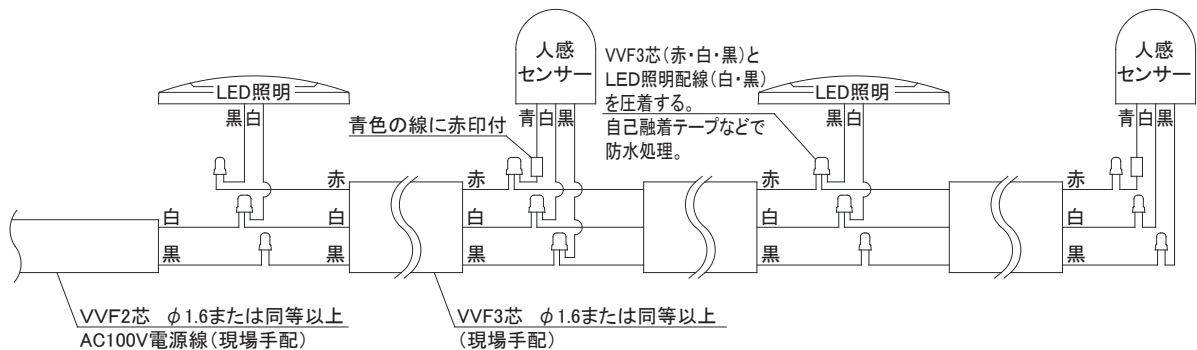 人感
センサー
VVF3芯（赤・白・黒）と
LED照明配線（白・黒）
を圧着する。
自己融着テープなどで
防水処理。
人感
センサー
LED照明
LED照明
黒 白
青色の線に赤印付
青 白 黒
黒 白
青 白 黒
赤
赤
赤
赤
白
白
白
白
白
黒
黒
黒
黒
黒
VVF2芯 φ1.6または同等以上
AC100V電源線（現場手配）
VVF3芯 φ1.6または同等以上
（現場手配）